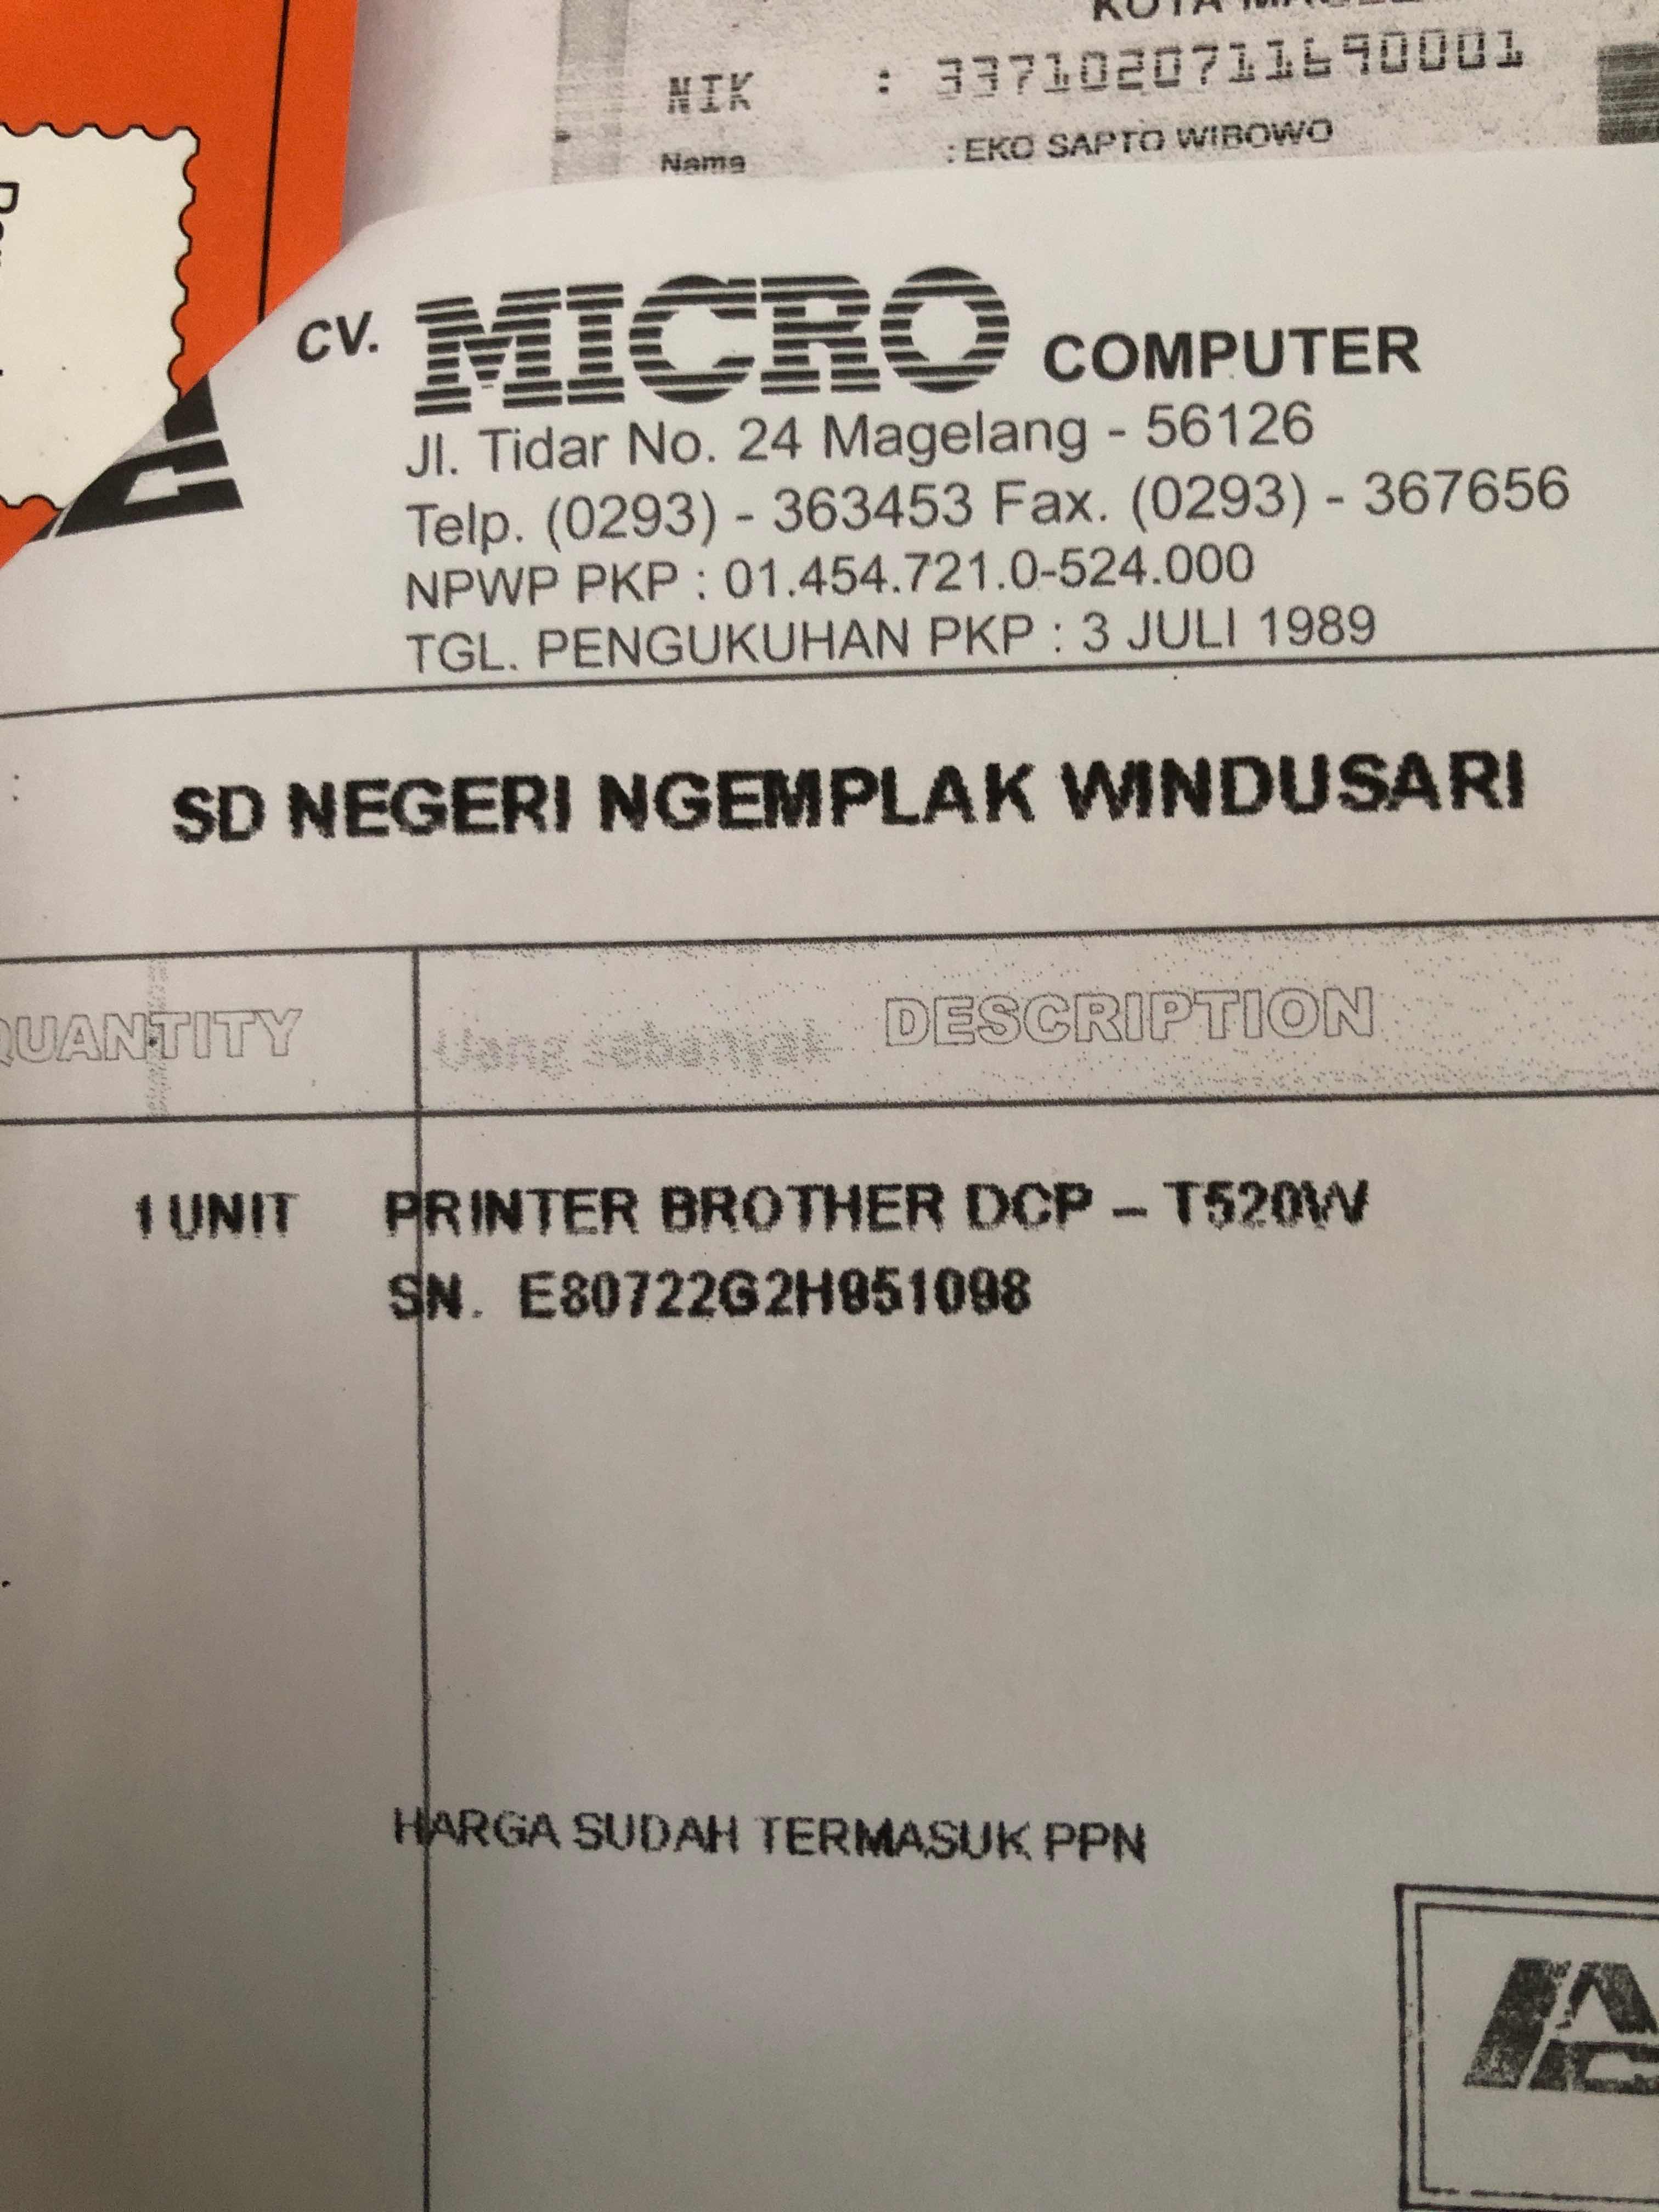 NIK : 3371020711690001
Nama : EKO SAPTO WIBOWO
CV. MICRO COMPUTER
Jl. Tidar No. 24 Magelang - 56126
Telp. (0293) - 363453 Fax. (0293) - 367656
NPWP PKP : 01.454.721.0-524.000
TGL. PENGUKUHAN PKP : 3 JULI 1989
: SD NEGERI NGEMPLAK WINDUSARI
QUANTITY Uang sebanyak DESCRIPTION
1 UNIT PRINTER BROTHER DCP – T520W
SN. E80722G2H951098
HARGA SUDAH TERMASUK PPN